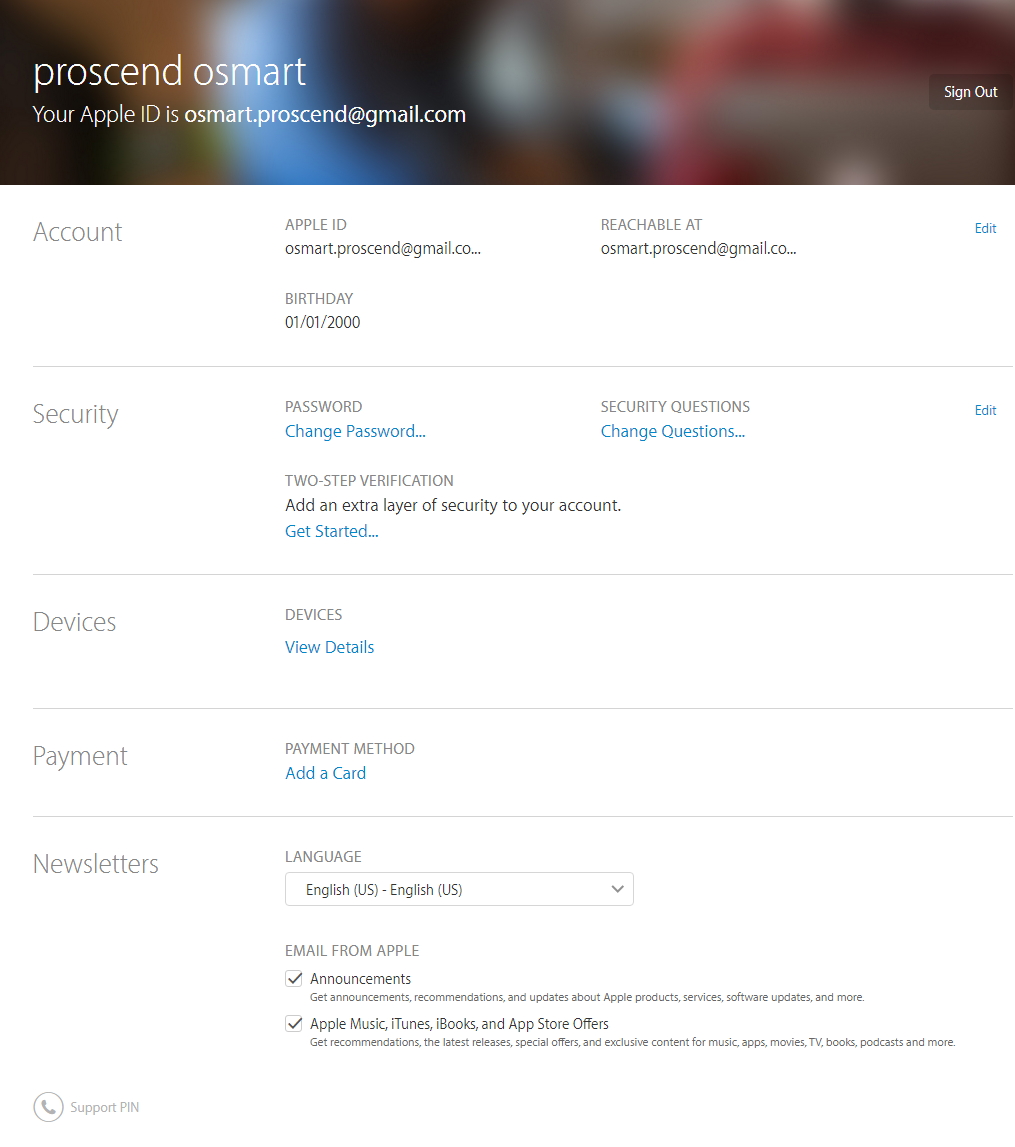 proscend osmart
Your Apple ID is osmart.proscend@gmail.com
Sign Out
Account
APPLE ID
osmart.proscend@gmail.co...
REACHABLE AT
osmart.proscend@gmail.co...
Edit
BIRTHDAY
01/01/2000
Security
PASSWORD
Change Password...
SECURITY QUESTIONS
Change Questions...
Edit
TWO-STEP VERIFICATION
Add an extra layer of security to your account.
Get Started...
Devices
DEVICES
View Details
Payment
PAYMENT METHOD
Add a Card
Newsletters
LANGUAGE
English (US) - English (US)
EMAIL FROM APPLE
Announcements
Get announcements, recommendations, and updates about Apple products, services, software updates, and more.
Apple Music, iTunes, iBooks, and App Store Offers
Get recommendations, the latest releases, special offers, and exclusive content for music, apps, movies, TV, books, podcasts and more.
Support PIN